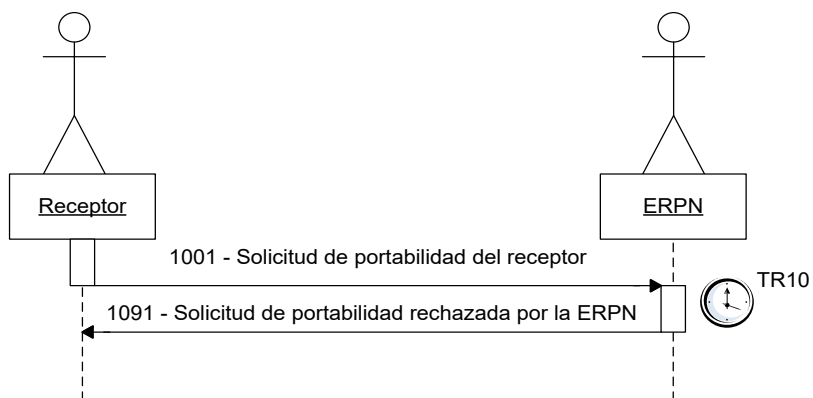 Receptor
ERPN
1001 - Solicitud de portabilidad del receptor
TR10
1091 - Solicitud de portabilidad rechazada por la ERPN